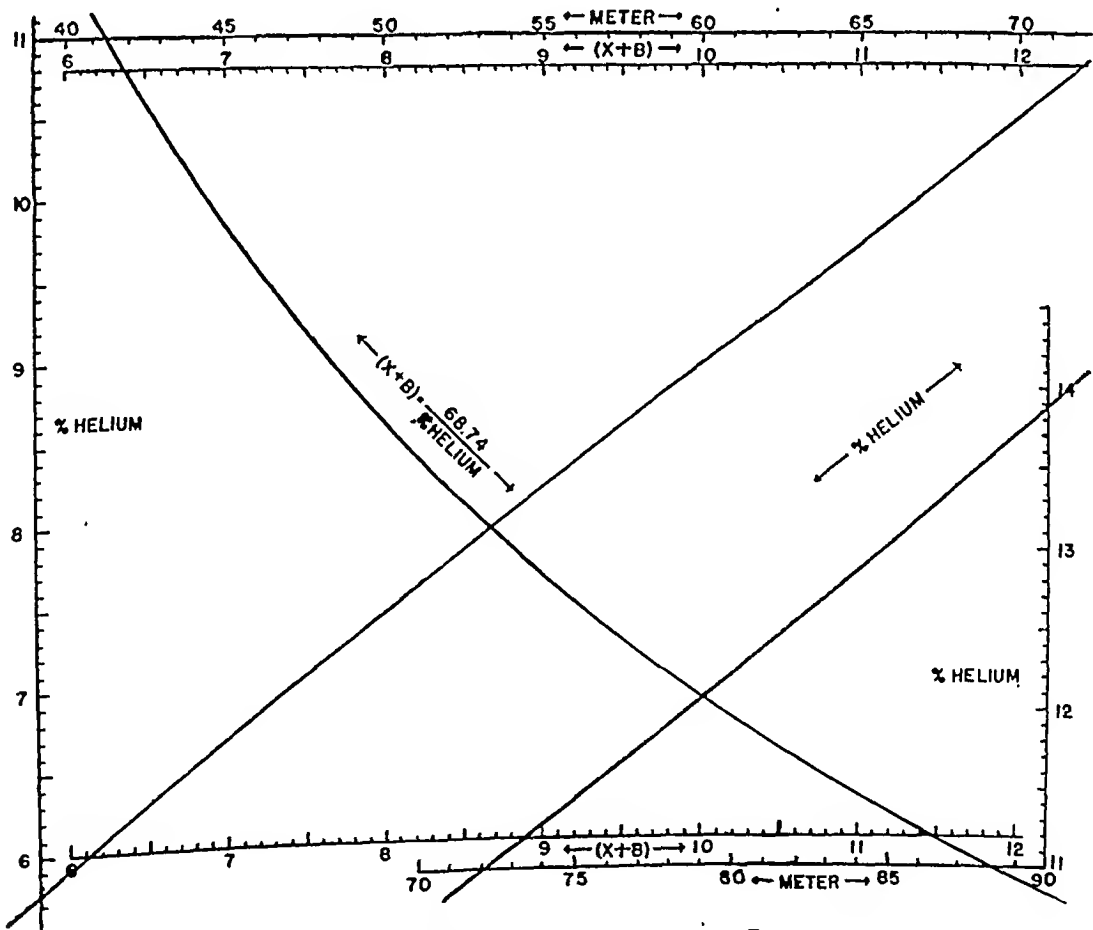 40 45 50 55 ← METER → 60 65 70
11
6 7 8 9 ← (X+B) → 10 11 12
10
9
14
(X+B)= 68.74 / % HELIUM
% HELIUM
% HELIUM
8
13
% HELIUM
7
12
6 7 8 9 ← (X+B) → 10 11 12
6
11
70 75 80 ← METER → 85 90